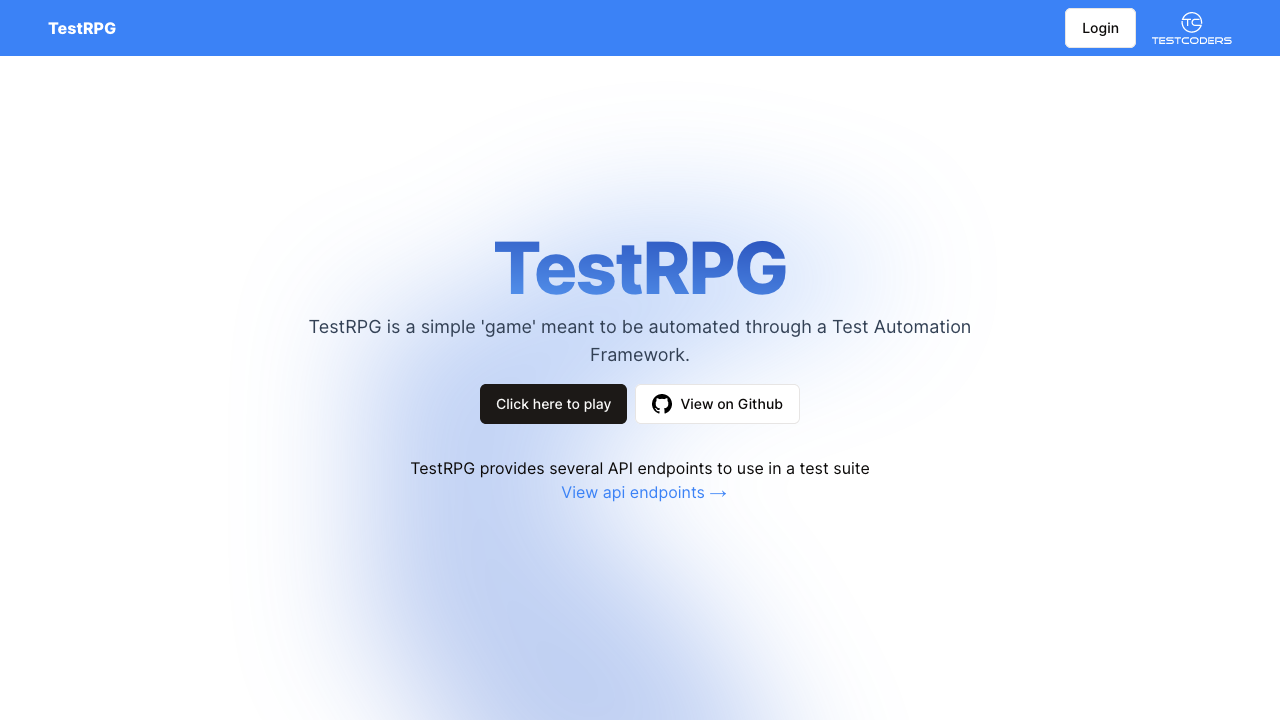 TestRPG
Login
TC
TESTCODERS
TestRPG
TestRPG is a simple 'game' meant to be automated through a Test Automation
Framework.
Click here to play
View on Github
TestRPG provides several API endpoints to use in a test suite
View api endpoints →